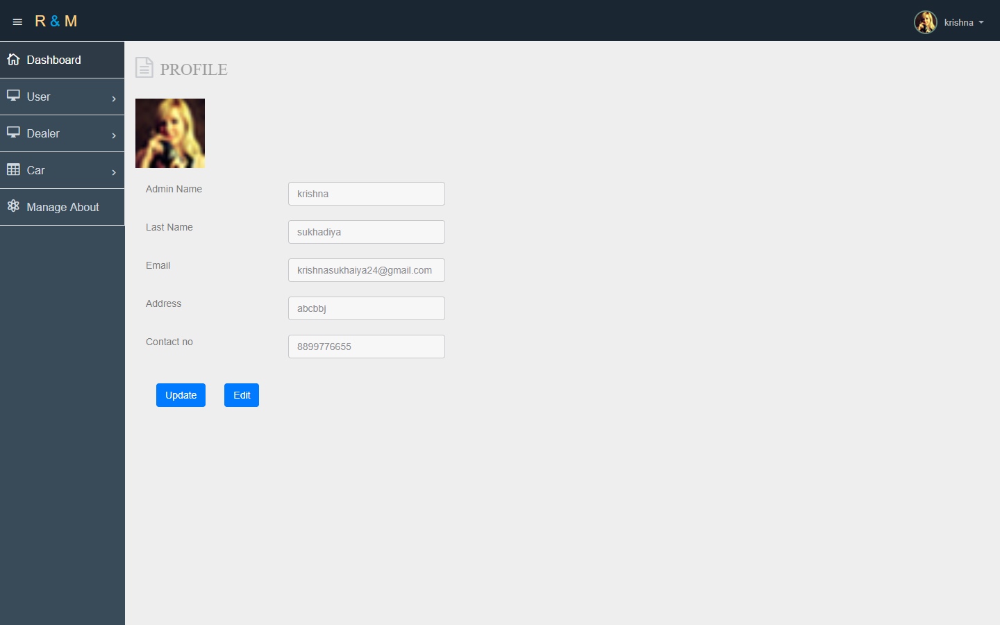 R & M
krishna
Dashboard
User
Dealer
Car
Manage About
PROFILE
Admin Name
krishna
Last Name
sukhadiya
Email
krishnasukhaiya24@gmail.com
Address
abcbbj
Contact no
8899776655
Update
Edit